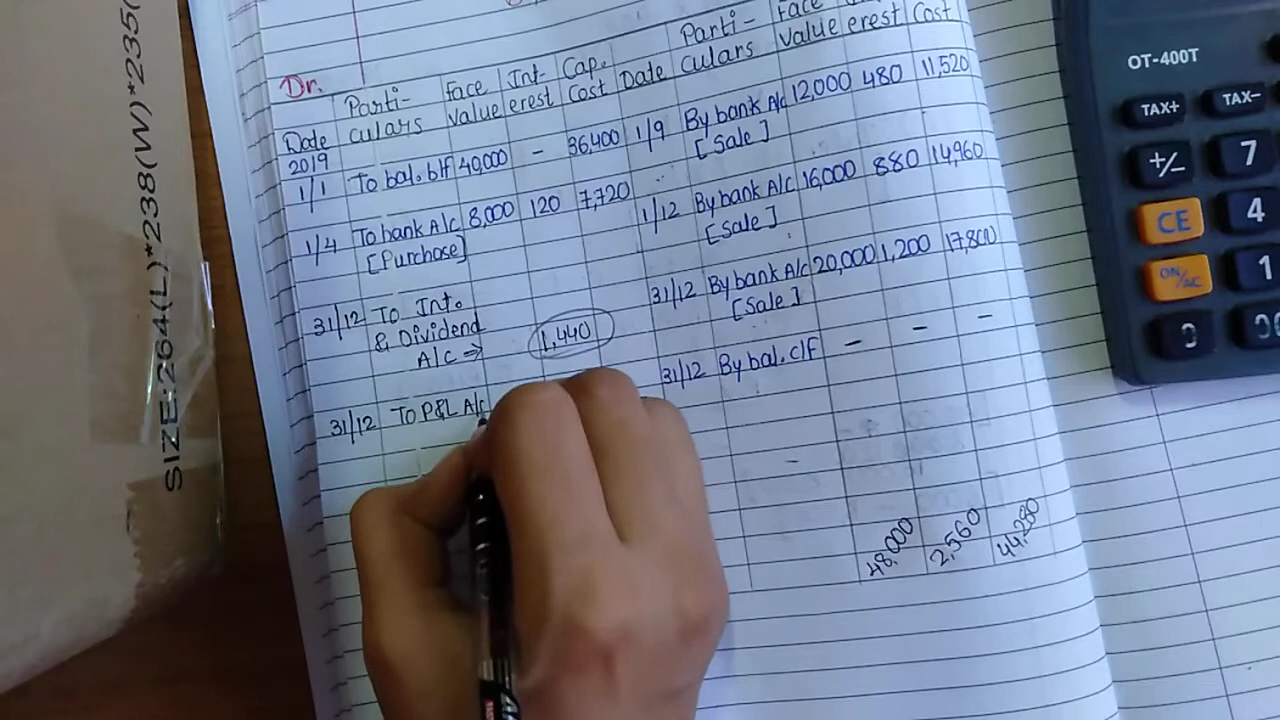 SIZE:264(L)*238(W)*235(
Dr.
Date Parti-culars Face Value Int-erest Cap. Cost Date Parti-culars Face Value erest Cost
2019
1/1 To bal. b/f 40,000 - 36,400 1/9 By bank A/c 12,000 480 11,520
[Sale]
1/4 To bank A/c 8,000 120 7,720 1/12 By bank A/c 16,000 880 14,960
[Purchase] [Sale]
31/12 To Int. 31/12 By bank A/c 20,000 1,200 17,800
& Dividend [Sale]
A/c ⇒ 1,440
31/12 By bal. c/F - - -
31/12 To P&L A/c
48,000 2,560 44,280
OT-400T
TAX+ TAX-
+/- 7
CE 4
ON/AC 1
0 00